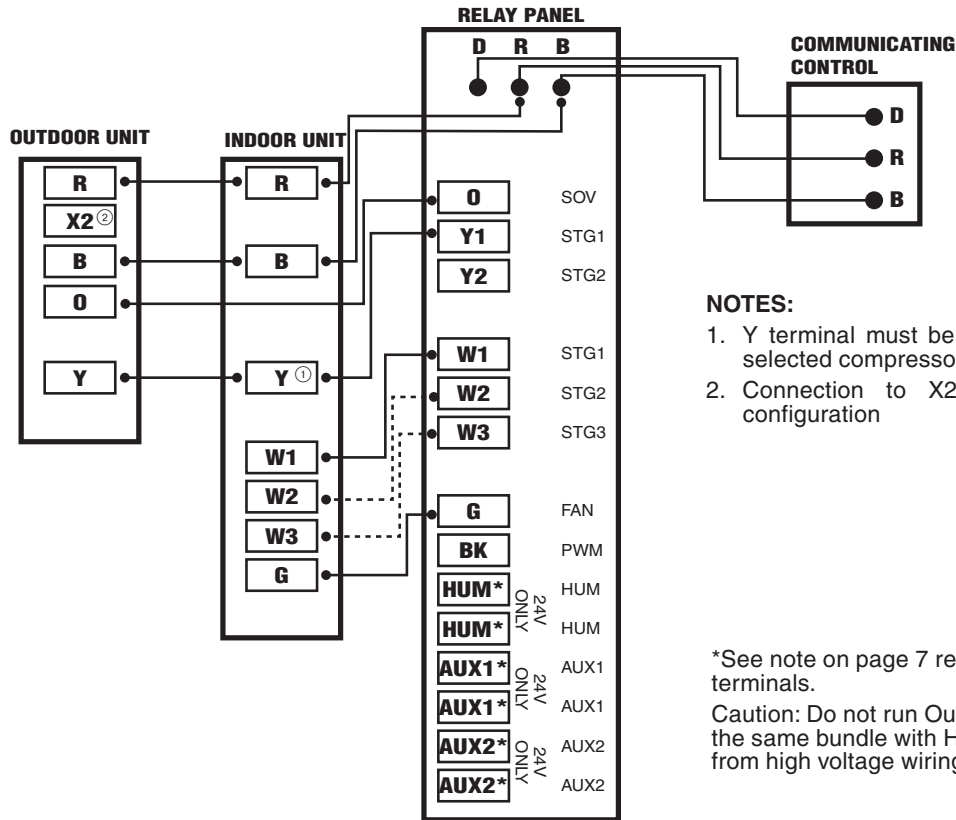 RELAY PANEL
D R B
COMMUNICATING
CONTROL
D
R
B
OUTDOOR UNIT
R
X2 ②
B
O
Y
INDOOR UNIT
R
B
Y ①
W1
W2
W3
G
O SOV
Y1 STG1
Y2 STG2
W1 STG1
W2 STG2
W3 STG3
G FAN
BK PWM
HUM* HUM
24V
ONLY
HUM* HUM
AUX1* AUX1
24V
ONLY
AUX1* AUX1
AUX2* AUX2
24V
ONLY
AUX2* AUX2
NOTES:
1. Y terminal must be
selected compresso
2. Connection to X2
configuration
*See note on page 7 re
terminals.
Caution: Do not run Ou
the same bundle with H
from high voltage wiring